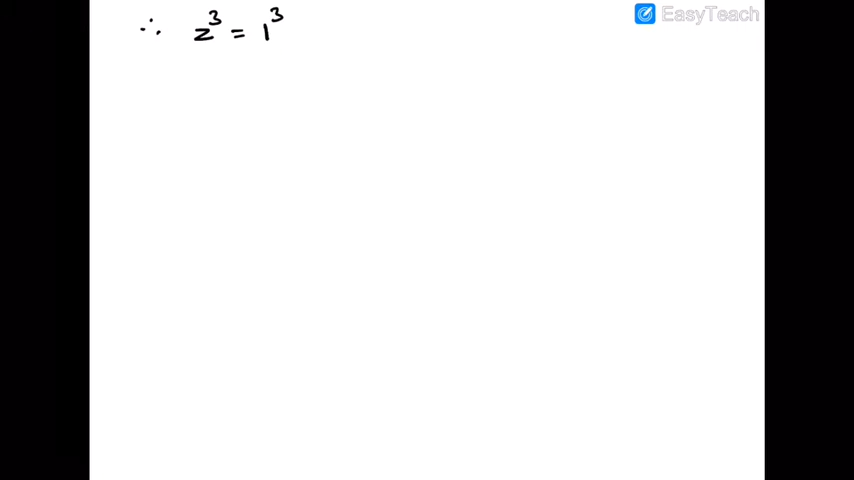 ∴ z³ = 1³
EasyTeach